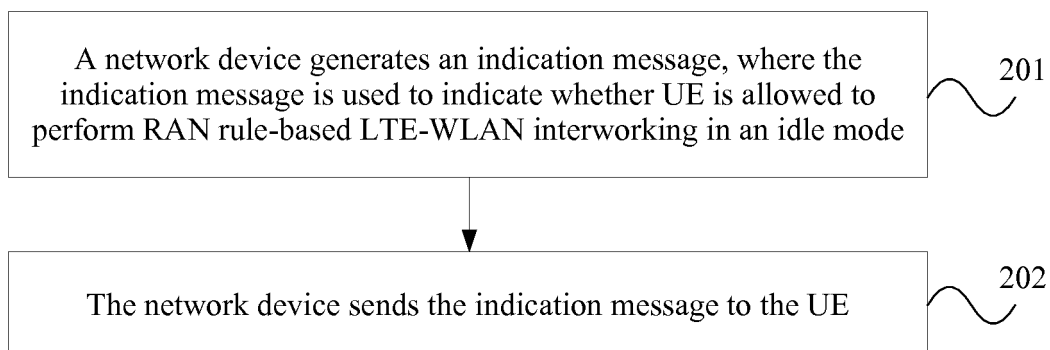 A network device generates an indication message, where the
indication message is used to indicate whether UE is allowed to
perform RAN rule-based LTE-WLAN interworking in an idle mode
201
The network device sends the indication message to the UE
202